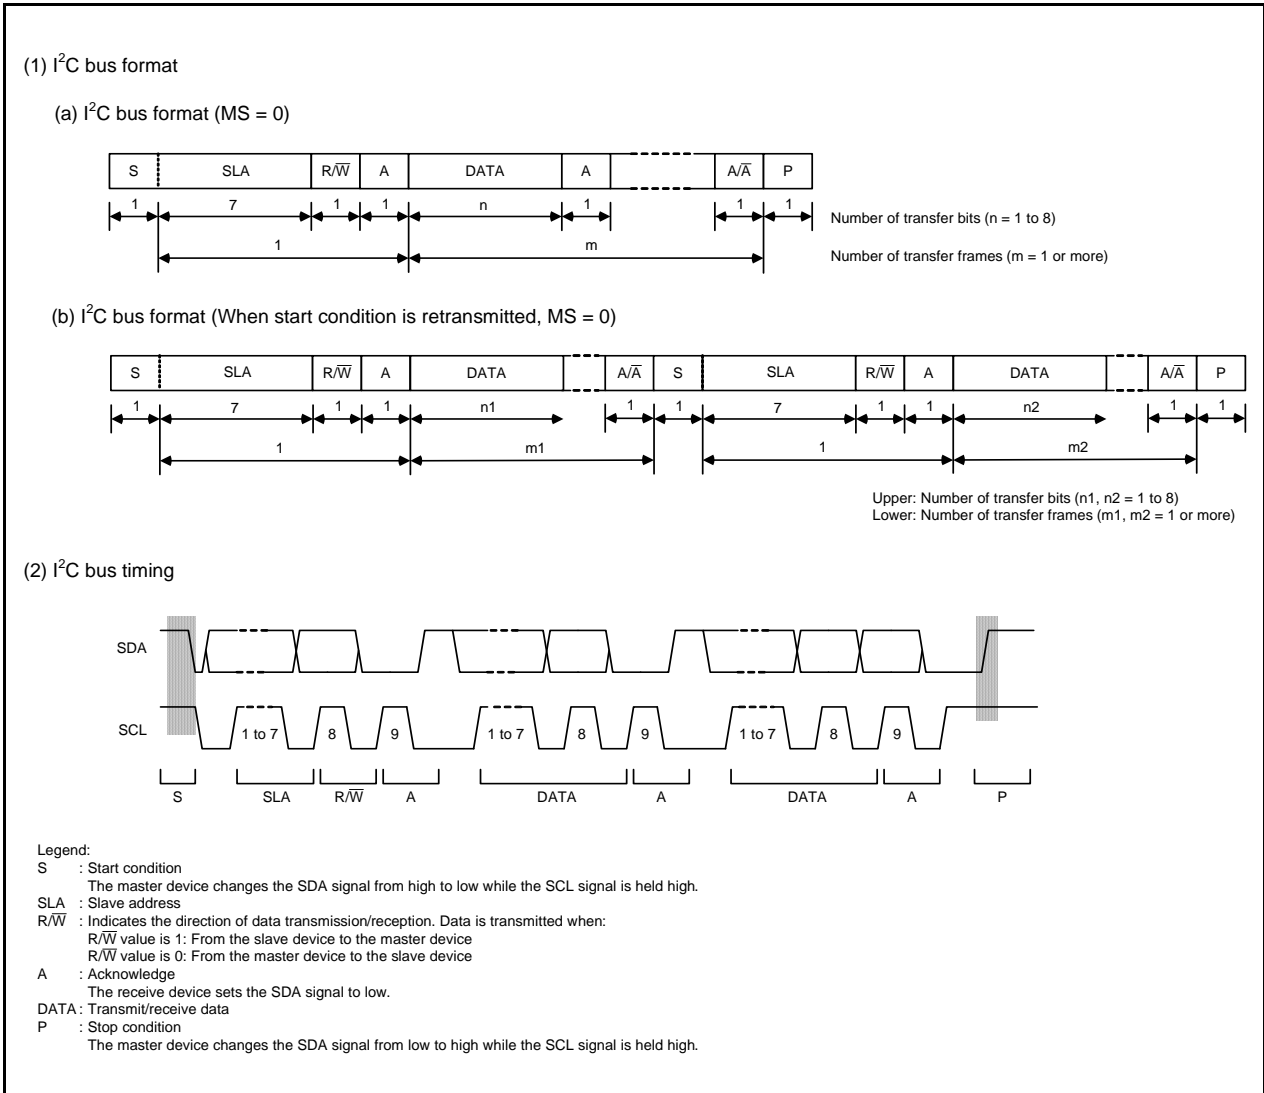 (1) I²C bus format
(a) I²C bus format (MS = 0)
S SLA R/W̅ A DATA A A/A̅ P
1 7 1 1 n 1 1 1
Number of transfer bits (n = 1 to 8)
1 m
Number of transfer frames (m = 1 or more)
(b) I²C bus format (When start condition is retransmitted, MS = 0)
S SLA R/W̅ A DATA A/A̅ S SLA R/W̅ A DATA A/A̅ P
1 7 1 1 n1 1 1 7 1 1 n2 1 1
1 m1 1 m2
Upper: Number of transfer bits (n1, n2 = 1 to 8)
Lower: Number of transfer frames (m1, m2 = 1 or more)
(2) I²C bus timing
SDA
SCL 1 to 7 8 9 1 to 7 8 9 1 to 7 8 9
S SLA R/W̅ A DATA A DATA A P
Legend:
S : Start condition
The master device changes the SDA signal from high to low while the SCL signal is held high.
SLA : Slave address
R/W̅ : Indicates the direction of data transmission/reception. Data is transmitted when:
R/W̅ value is 1: From the slave device to the master device
R/W̅ value is 0: From the master device to the slave device
A : Acknowledge
The receive device sets the SDA signal to low.
DATA : Transmit/receive data
P : Stop condition
The master device changes the SDA signal from low to high while the SCL signal is held high.